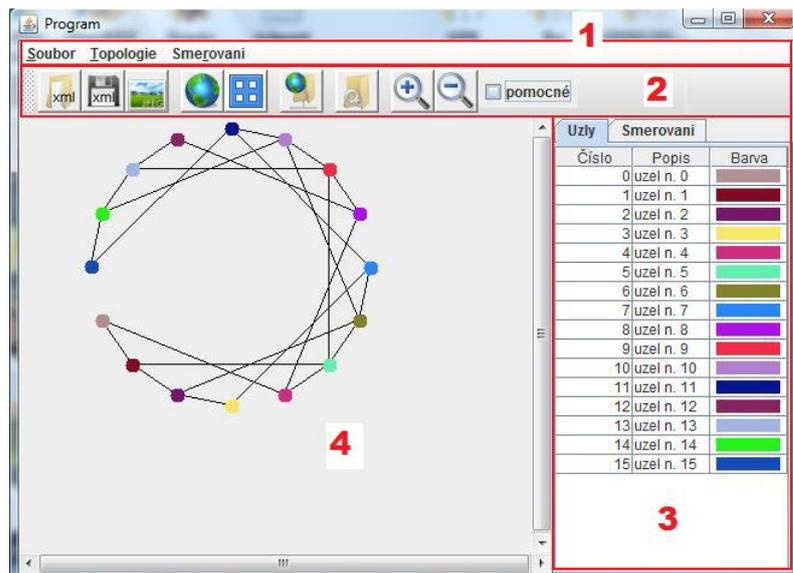 Program
1
Soubor Topologie Smerovani
xml xml pomocné 2
Uzly Smerovani
Číslo Popis Barva
0 uzel n. 0
1 uzel n. 1
2 uzel n. 2
3 uzel n. 3
4 uzel n. 4
5 uzel n. 5
6 uzel n. 6
7 uzel n. 7
8 uzel n. 8
9 uzel n. 9
10 uzel n. 10
11 uzel n. 11
12 uzel n. 12
13 uzel n. 13
14 uzel n. 14
15 uzel n. 15
4
3